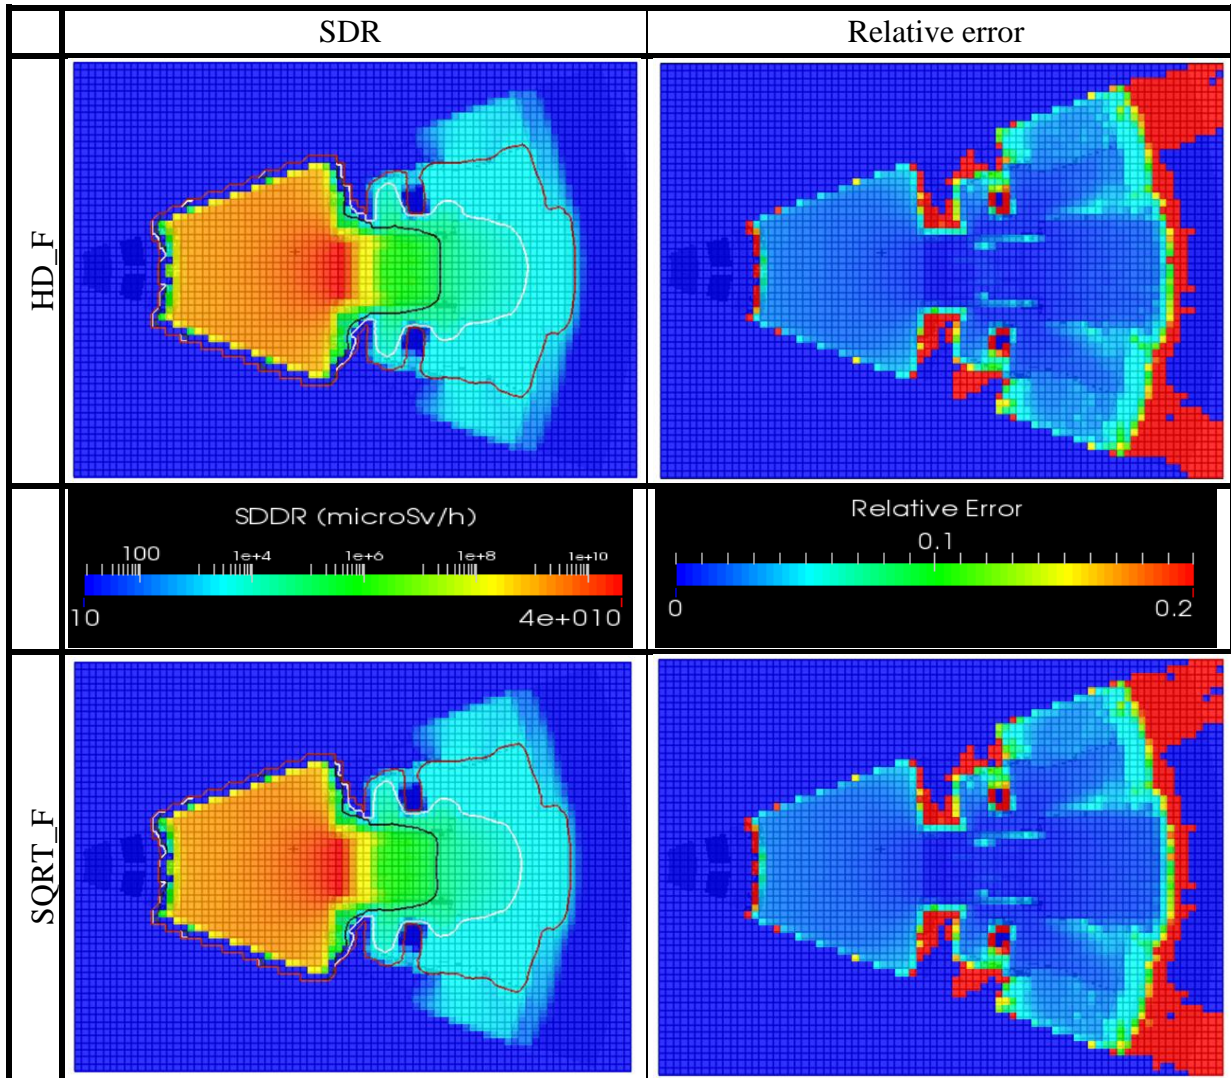 SDR
Relative error
HD_F
SDDR (microSv/h)
100 1e+4 1e+6 1e+8 1e+10
10 4e+010
Relative Error
0.1
0 0.2
SQRT_F